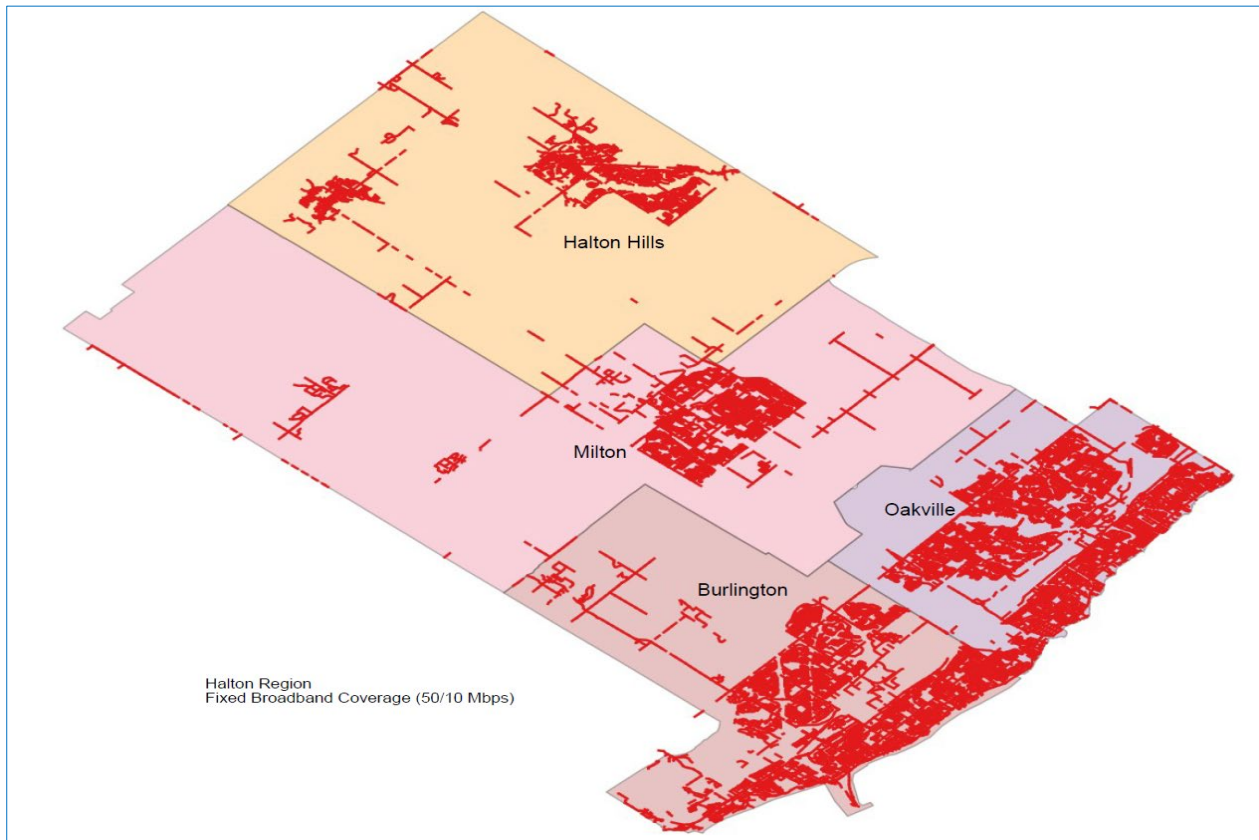 Halton Hills
Milton
Oakville
Burlington
Halton Region
Fixed Broadband Coverage (50/10 Mbps)